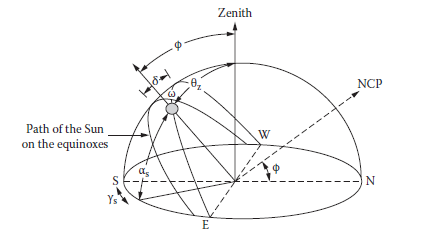 Zenith
ϕ
δ
ω
θz
NCP
Path of the Sun
on the equinoxes
W
αs
ϕ
S
N
γs
E